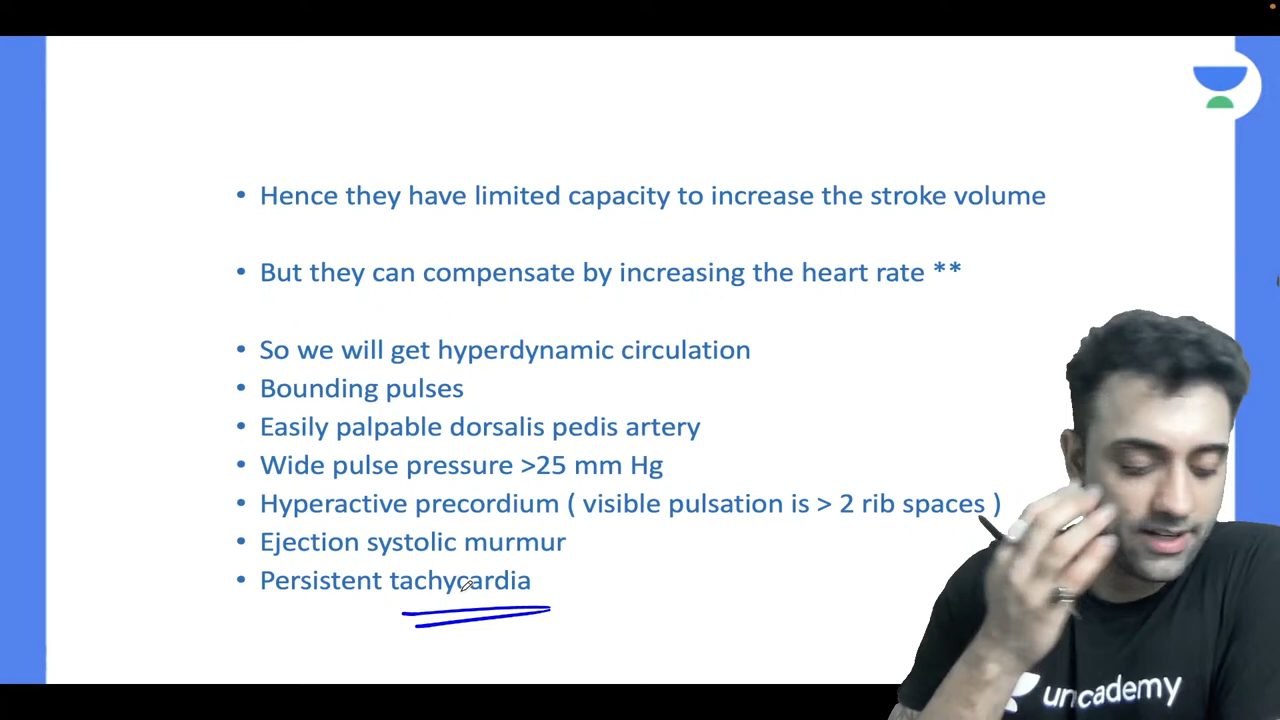 • Hence they have limited capacity to increase the stroke volume
• But they can compensate by increasing the heart rate **
• So we will get hyperdynamic circulation
• Bounding pulses
• Easily palpable dorsalis pedis artery
• Wide pulse pressure >25 mm Hg
• Hyperactive precordium ( visible pulsation is > 2 rib spaces )
• Ejection systolic murmur
• Persistent tachycardia
unacademy